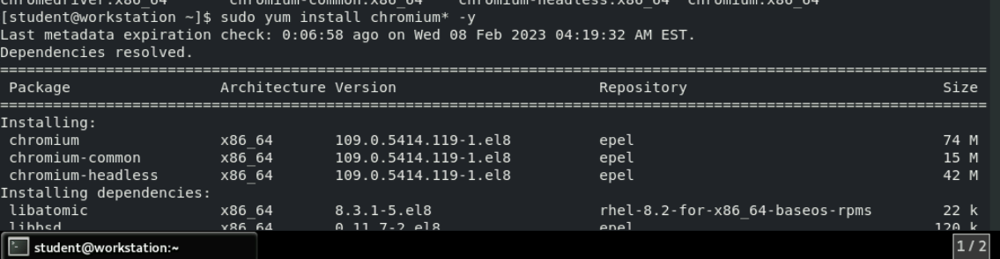 chromedriver.x86_64 chromium-common.x86_64 chromium-headless.x86_64 chromium.x86_64
[student@workstation ~]$ sudo yum install chromium* -y
Last metadata expiration check: 0:06:58 ago on Wed 08 Feb 2023 04:19:32 AM EST.
Dependencies resolved.
================================================================================================================
Package Architecture Version Repository Size
================================================================================================================
Installing:
chromium x86_64 109.0.5414.119-1.el8 epel 74 M
chromium-common x86_64 109.0.5414.119-1.el8 epel 15 M
chromium-headless x86_64 109.0.5414.119-1.el8 epel 42 M
Installing dependencies:
libatomic x86_64 8.3.1-5.el8 rhel-8.2-for-x86_64-baseos-rpms 22 k
libbsd x86_64 0.11.7-2.el8 epel 120 k
student@workstation:~
1 / 2